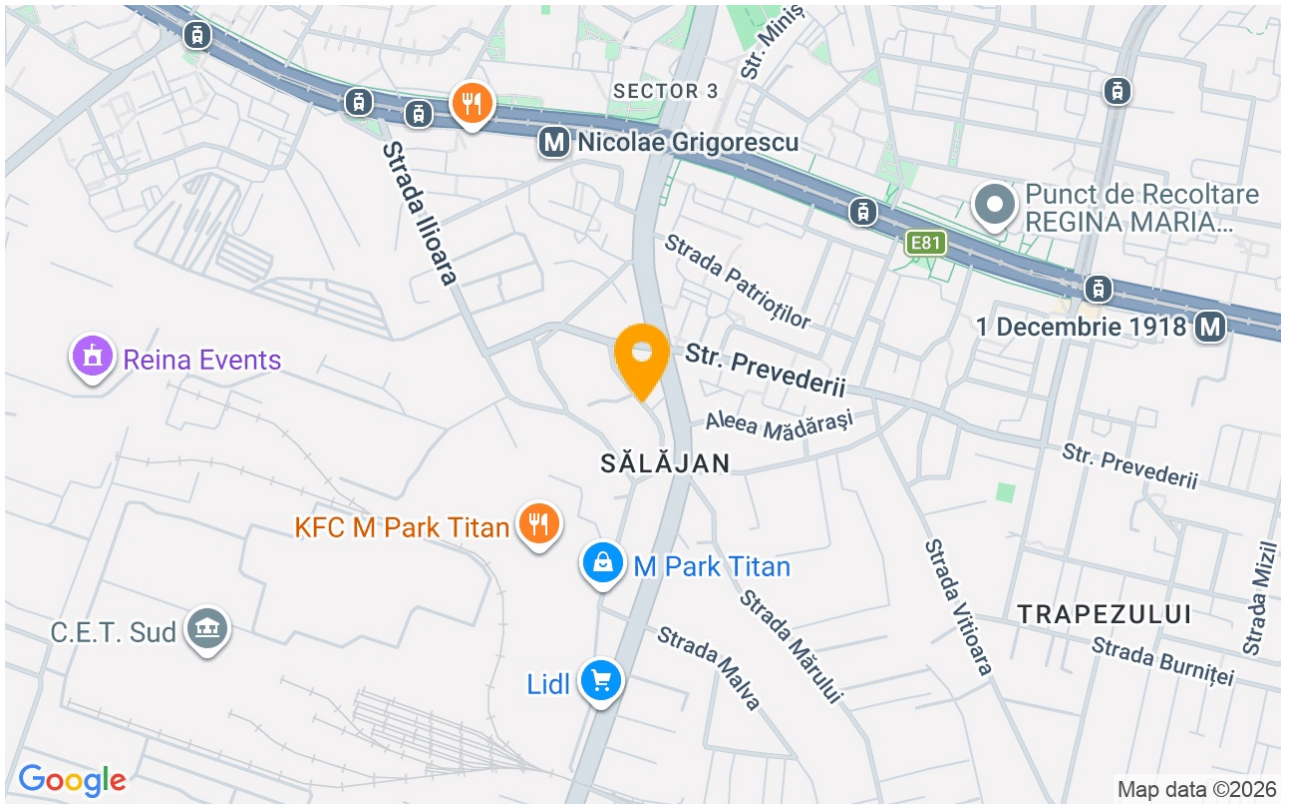 Str. Miniș
SECTOR 3
M Nicolae Grigorescu
Strada Ilioara
Punct de Recoltare
REGINA MARIA...
E81
Strada Patrioților
1 Decembrie 1918 M
Reina Events
Str. Prevederii
Aleea Mădărași
SĂLĂJAN
Str. Prevederii
KFC M Park Titan
M Park Titan
Strada Vitioara
Strada Mizil
C.E.T. Sud
TRAPEZULUI
Strada Mărului
Strada Malva
Strada Burniței
Lidl
Google
Map data ©2026